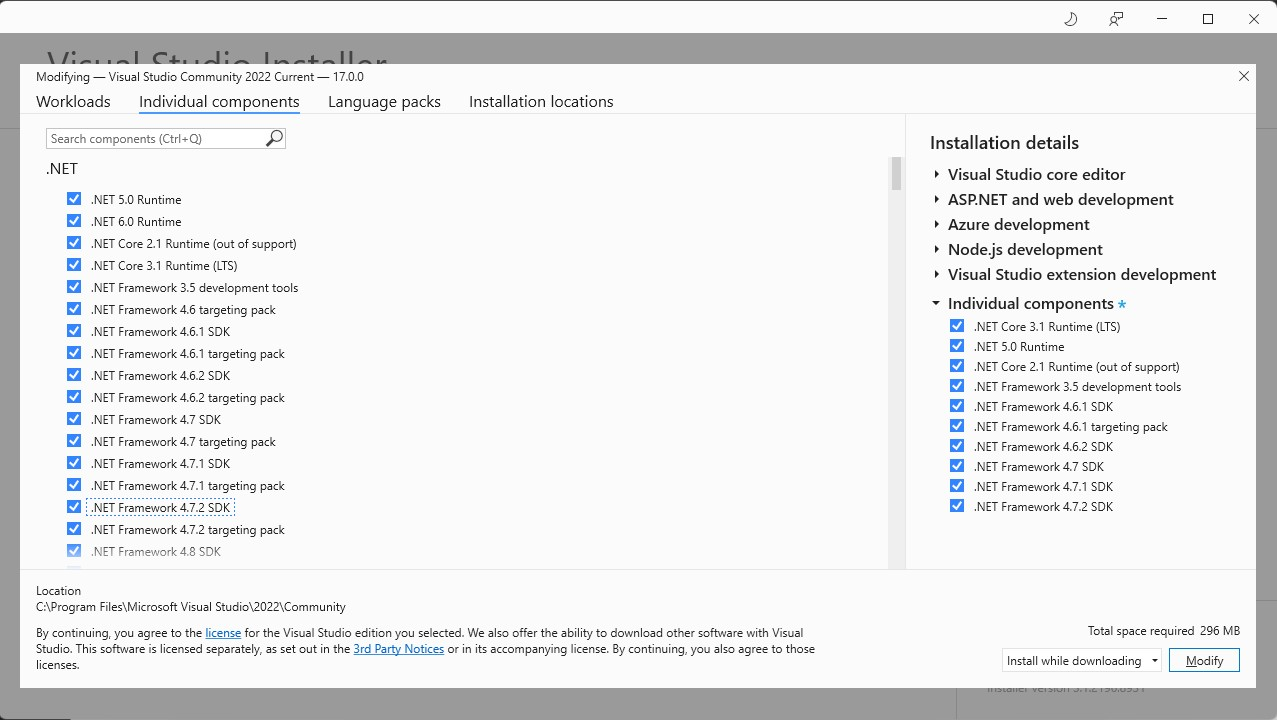 Visual Studio Installer
Modifying — Visual Studio Community 2022 Current — 17.0.0
Workloads Individual components Language packs Installation locations
Search components (Ctrl+Q)
.NET
.NET 5.0 Runtime
.NET 6.0 Runtime
.NET Core 2.1 Runtime (out of support)
.NET Core 3.1 Runtime (LTS)
.NET Framework 3.5 development tools
.NET Framework 4.6 targeting pack
.NET Framework 4.6.1 SDK
.NET Framework 4.6.1 targeting pack
.NET Framework 4.6.2 SDK
.NET Framework 4.6.2 targeting pack
.NET Framework 4.7 SDK
.NET Framework 4.7 targeting pack
.NET Framework 4.7.1 SDK
.NET Framework 4.7.1 targeting pack
.NET Framework 4.7.2 SDK
.NET Framework 4.7.2 targeting pack
.NET Framework 4.8 SDK
Installation details
Visual Studio core editor
ASP.NET and web development
Azure development
Node.js development
Visual Studio extension development
Individual components *
.NET Core 3.1 Runtime (LTS)
.NET 5.0 Runtime
.NET Core 2.1 Runtime (out of support)
.NET Framework 3.5 development tools
.NET Framework 4.6.1 SDK
.NET Framework 4.6.1 targeting pack
.NET Framework 4.6.2 SDK
.NET Framework 4.7 SDK
.NET Framework 4.7.1 SDK
.NET Framework 4.7.2 SDK
Location
C:\Program Files\Microsoft Visual Studio\2022\Community
By continuing, you agree to the license for the Visual Studio edition you selected. We also offer the ability to download other software with Visual
Studio. This software is licensed separately, as set out in the 3rd Party Notices or in its accompanying license. By continuing, you also agree to those
licenses.
Total space required 296 MB
Install while downloading
Modify
Installer version